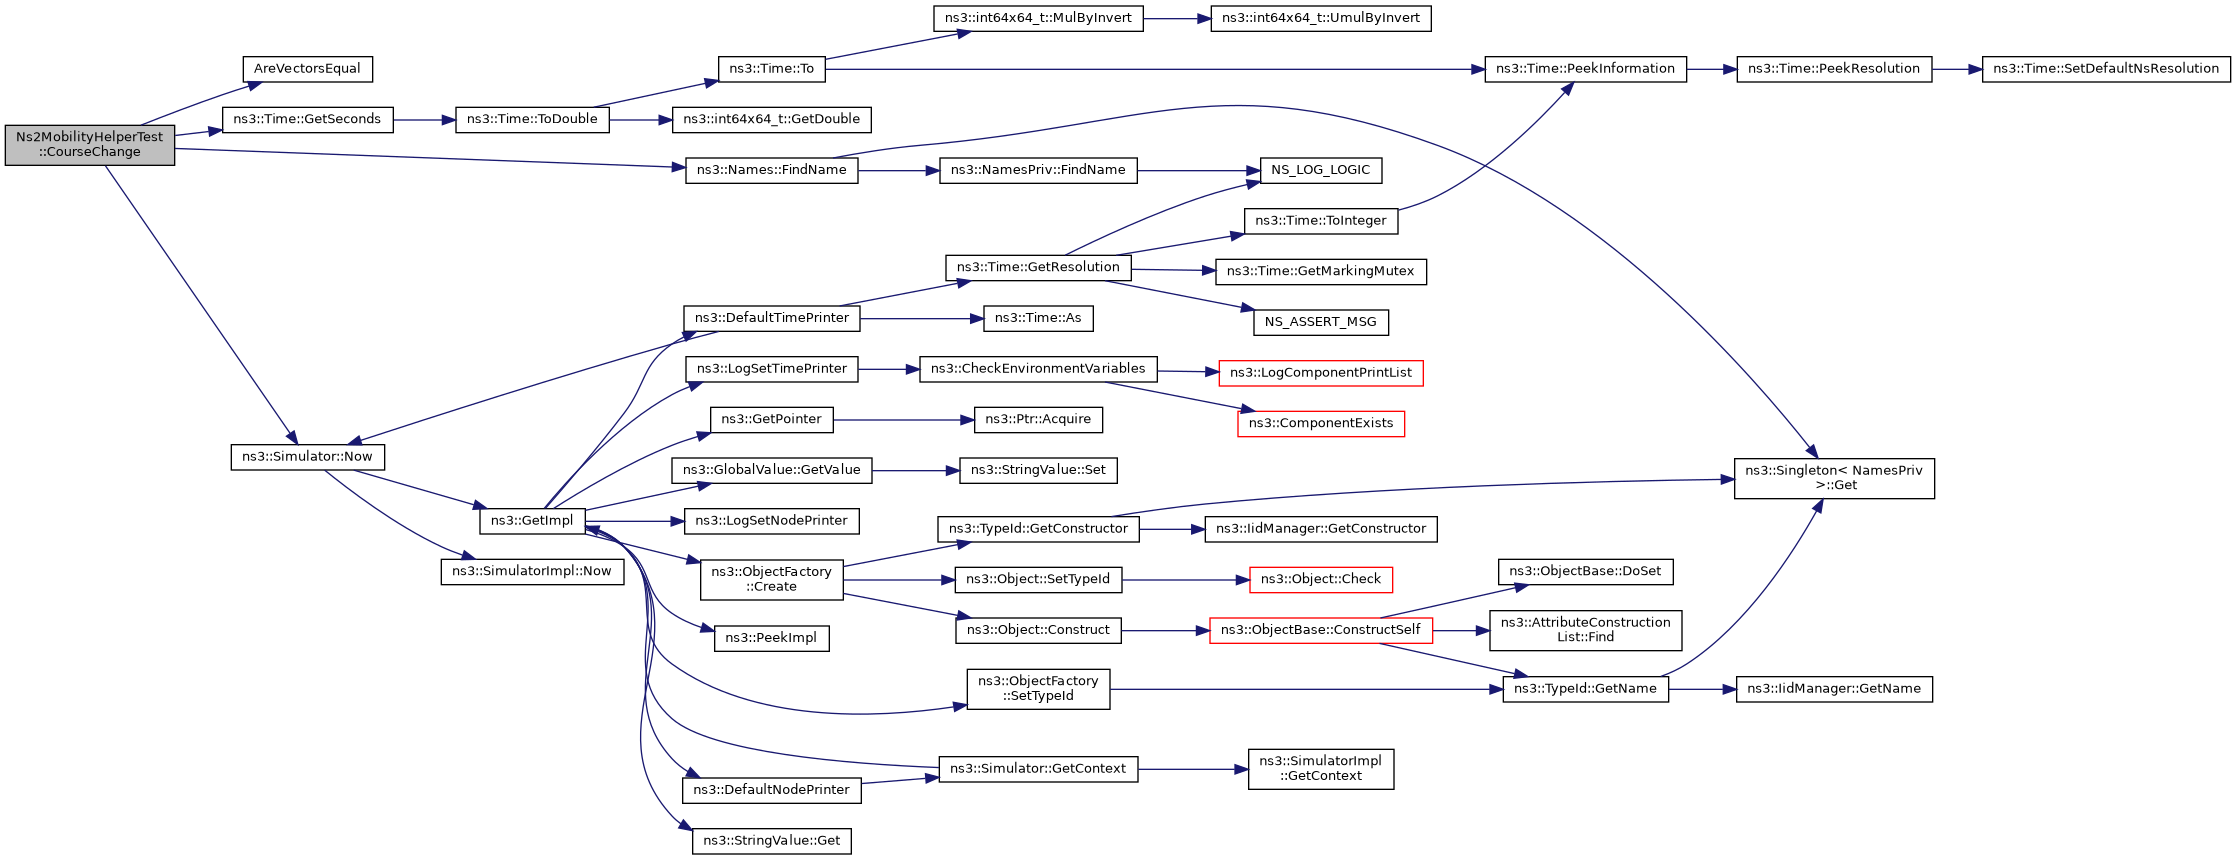 ns3::int64x64_t::MulByInvert
ns3::int64x64_t::UmulByInvert
AreVectorsEqual
ns3::Time::To
ns3::Time::PeekInformation
ns3::Time::PeekResolution
ns3::Time::SetDefaultNsResolution
ns3::Time::GetSeconds
ns3::Time::ToDouble
ns3::int64x64_t::GetDouble
Ns2MobilityHelperTest
::CourseChange
ns3::Names::FindName
ns3::NamesPriv::FindName
NS_LOG_LOGIC
ns3::Time::ToInteger
ns3::Time::GetResolution
ns3::Time::GetMarkingMutex
ns3::DefaultTimePrinter
ns3::Time::As
NS_ASSERT_MSG
ns3::LogSetTimePrinter
ns3::CheckEnvironmentVariables
ns3::LogComponentPrintList
ns3::GetPointer
ns3::Ptr::Acquire
ns3::ComponentExists
ns3::Simulator::Now
ns3::GlobalValue::GetValue
ns3::StringValue::Set
ns3::Singleton< NamesPriv
>::Get
ns3::GetImpl
ns3::LogSetNodePrinter
ns3::TypeId::GetConstructor
ns3::IidManager::GetConstructor
ns3::SimulatorImpl::Now
ns3::ObjectFactory
::Create
ns3::Object::SetTypeId
ns3::Object::Check
ns3::ObjectBase::DoSet
ns3::PeekImpl
ns3::Object::Construct
ns3::ObjectBase::ConstructSelf
ns3::AttributeConstruction
List::Find
ns3::ObjectFactory
::SetTypeId
ns3::TypeId::GetName
ns3::IidManager::GetName
ns3::DefaultNodePrinter
ns3::Simulator::GetContext
ns3::SimulatorImpl
::GetContext
ns3::StringValue::Get